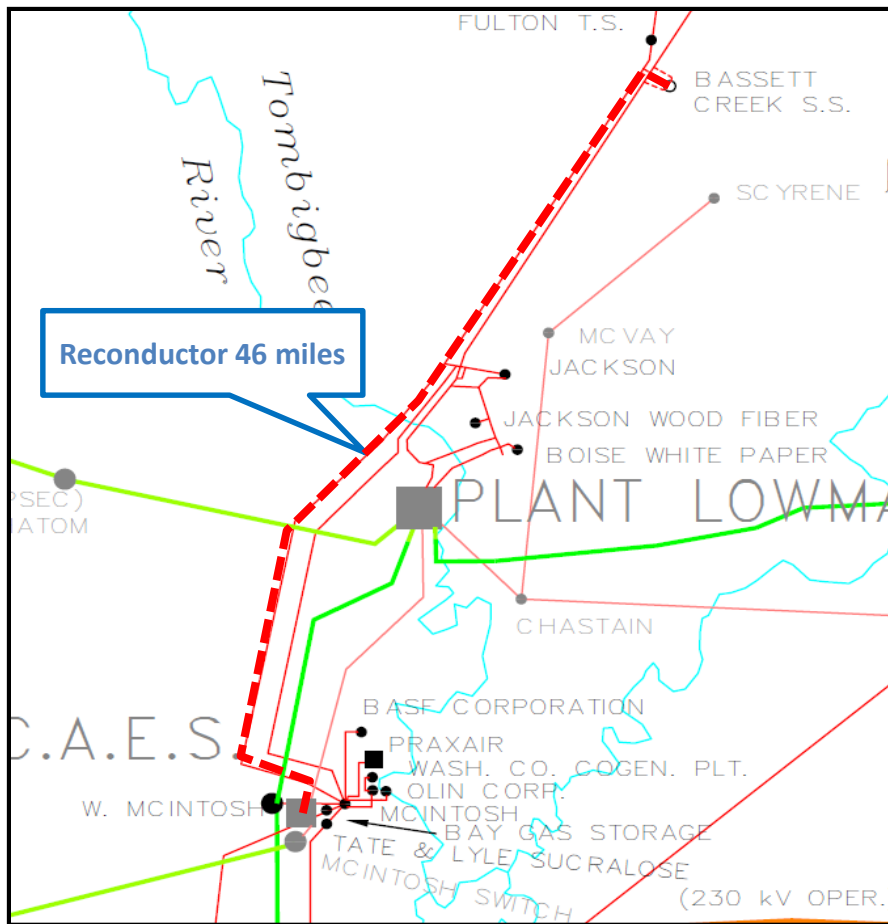 FULTON T.S.
BASSETT
CREEK S.S.
Tombigbee
River
SCYRENE
Reconductor 46 miles
MCVAY
JACKSON
JACKSON WOOD FIBER
BOISE WHITE PAPER
PSEC)
ATOM
PLANT LOWMA
CHASTAIN
C.A.E.S.
BASF CORPORATION
PRAXAIR
WASH. CO. COGEN. PLT.
OLIN CORP.
W. MCINTOSH
MCINTOSH
BAY GAS STORAGE
TATE & LYLE SUCRALOSE
MCINTOSH SWITCH
(230 kV OPER.